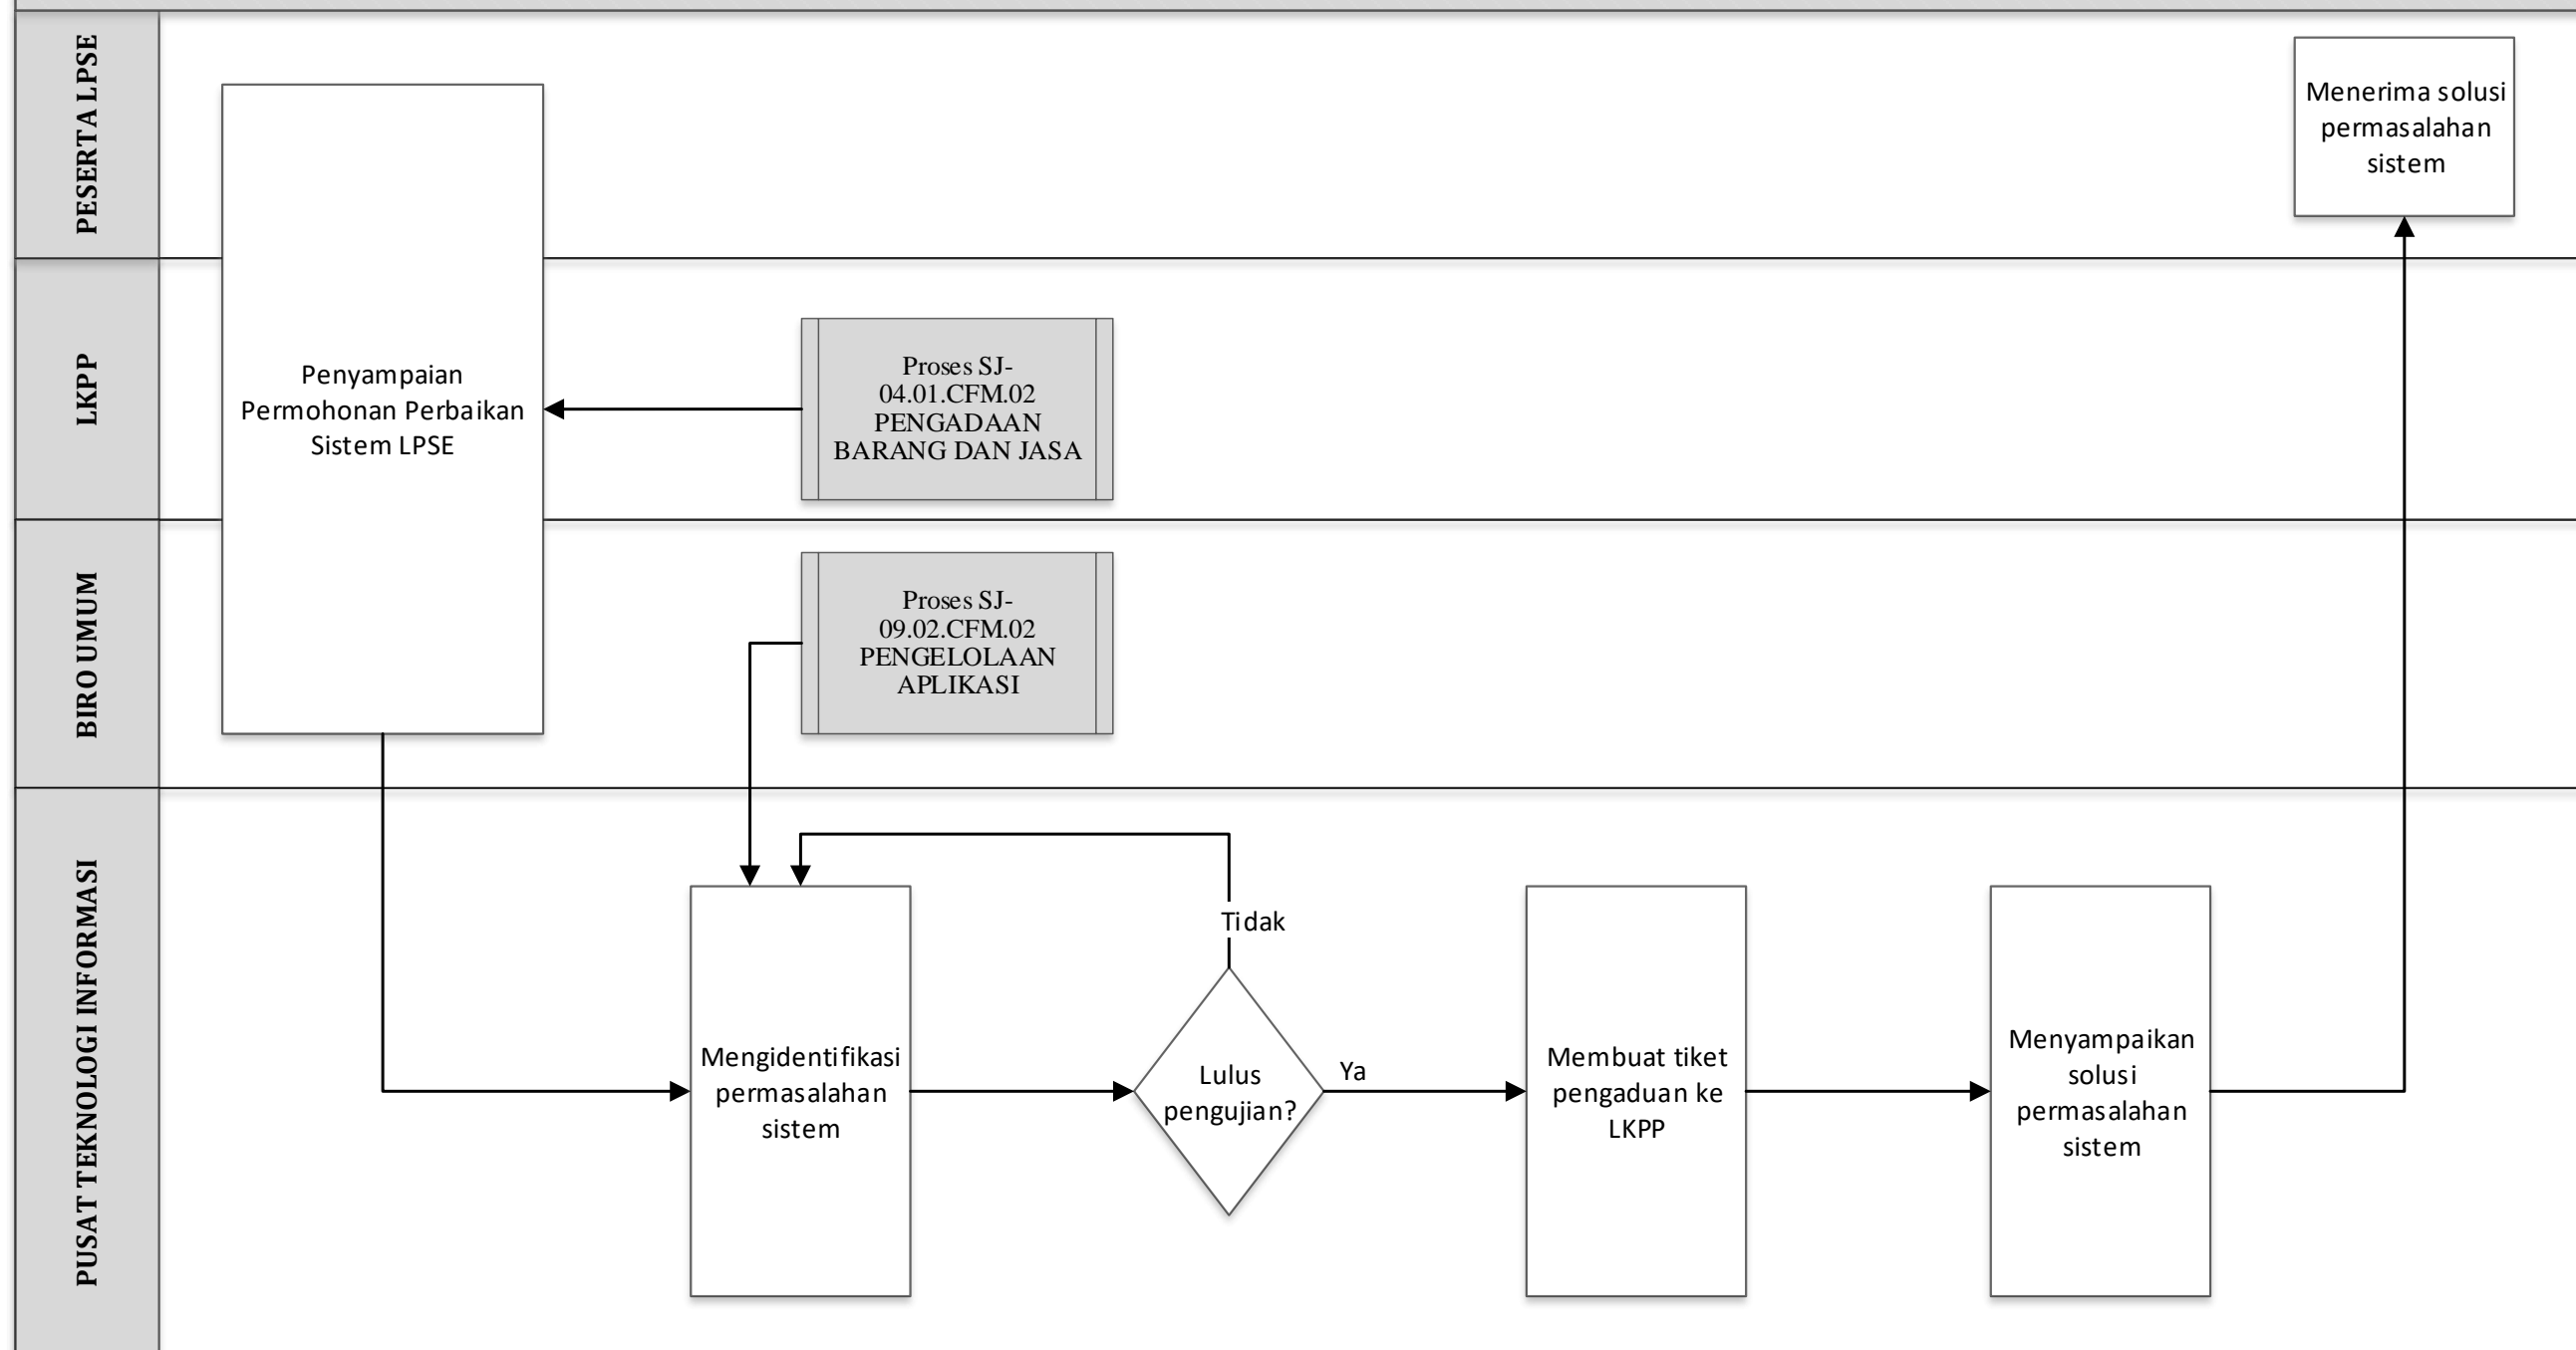 PESERTA LPSE
Menerima solusi
permasalahan
sistem
LKPP
Penyampaian
Permohonan Perbaikan
Sistem LPSE
Proses SJ-
04.01.CFM.02
PENGADAAN
BARANG DAN JASA
BIRO UMUM
Proses SJ-
09.02.CFM.02
PENGELOLAAN
APLIKASI
PUSAT TEKNOLOGI INFORMASI
Mengidentifikasi
permasalahan
sistem
Tidak
Lulus
pengujian?
Ya
Membuat tiket
pengaduan ke
LKPP
Menyampaikan
solusi
permasalahan
sistem